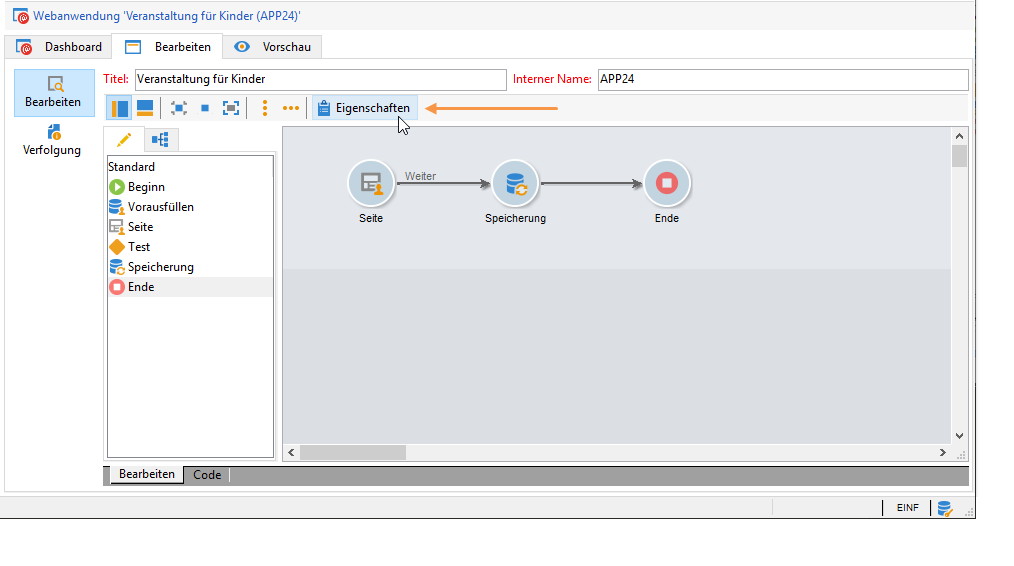 Webanwendung 'Veranstaltung für Kinder (APP24)'
Dashboard Bearbeiten Vorschau
Bearbeiten
Verfolgung
Titel: Veranstaltung für Kinder Interner Name: APP24
Eigenschaften
Standard
Beginn
Vorausfüllen
Seite
Test
Speicherung
Ende
Weiter
Seite Speicherung Ende
Bearbeiten Code
EINF